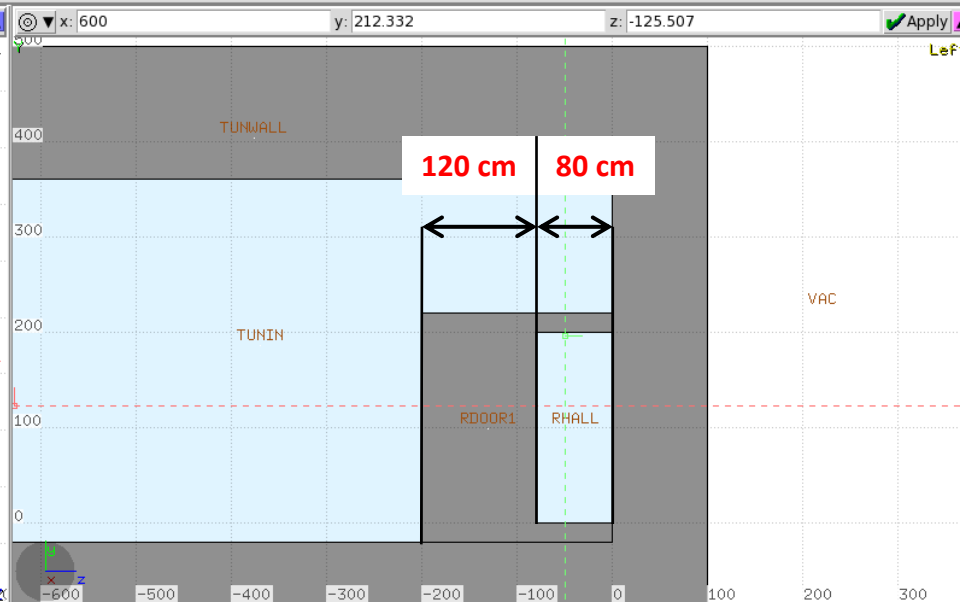 x: 600 y: 212.332 z: -125.507 Apply
500
Y
Lef
TUNWALL
400
120 cm 80 cm
300
VAC
200
TUNIN
100
RDOOR1 RHALL
0
y
x z
-600 -500 -400 -300 -200 -100 0 100 200 300